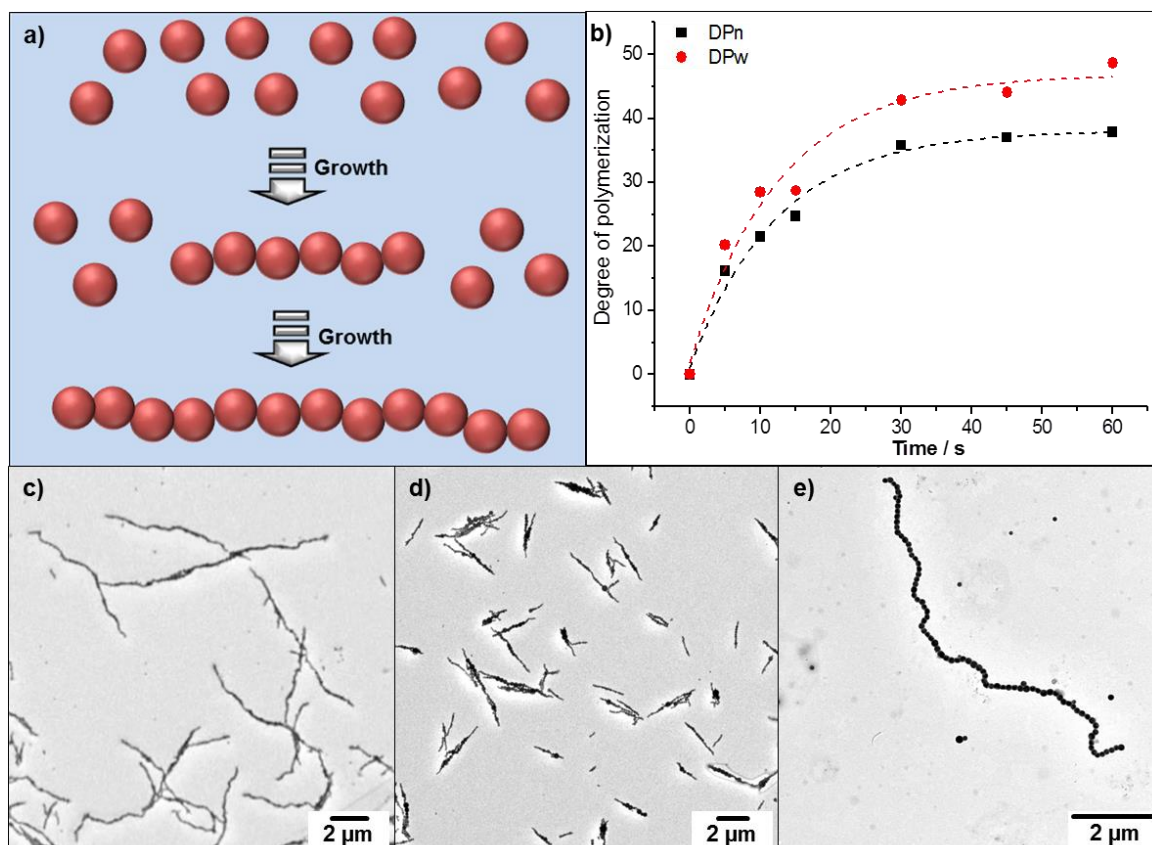 a)
Growth
Growth
b)
DPn
DPw
Degree of polymerization
50
40
30
20
10
0
0 10 20 30 40 50 60
Time / s
c)
2 µm
d)
2 µm
e)
2 µm